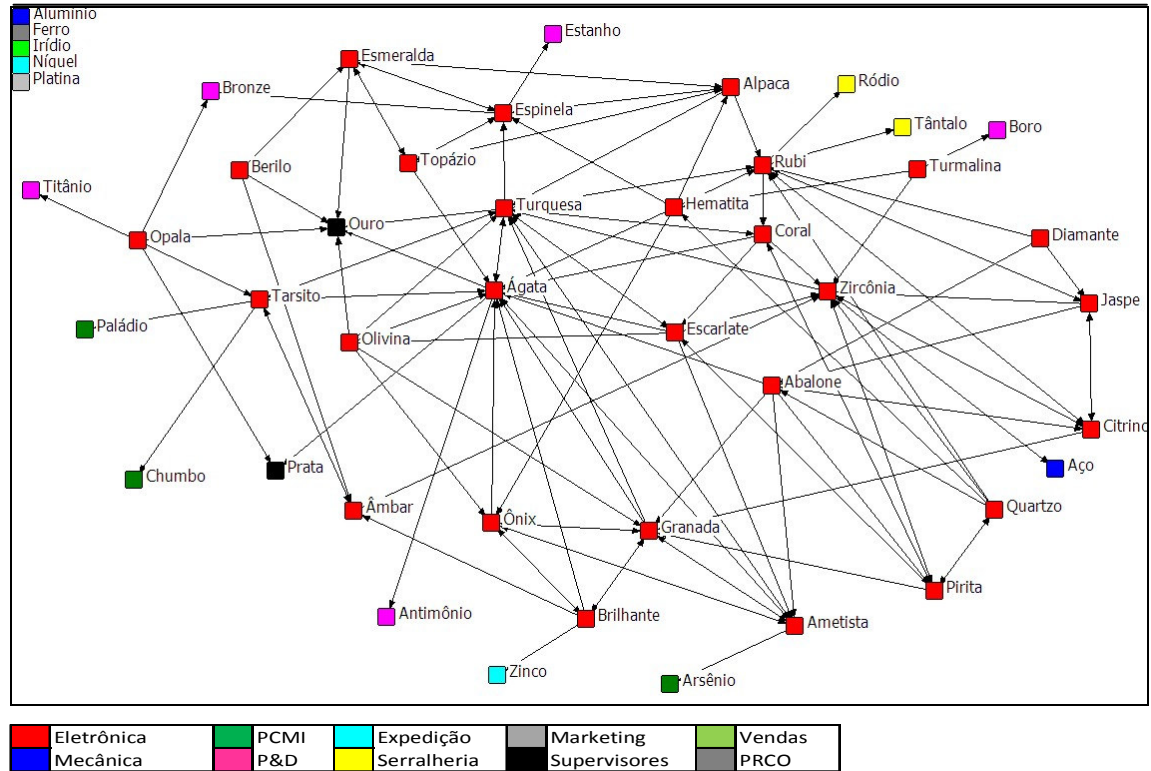 Alumínio
Ferro
Irídio
Níquel
Platina
Estanho
Esmeralda
Alpaca
Ródio
Bronze
Espinela
Tântalo
Boro
Topázio
Berilo
Rubi
Turmalina
Titânio
Turquesa
Hematita
Ouro
Coral
Opala
Diamante
Ágata
Zircônia
Tarsito
Jaspe
Paládio
Olivina
Escarlate
Abalone
Citrino
Prata
Aço
Chumbo
Âmbar
Ônix
Granada
Quartzo
Pirita
Antimônio
Brilhante
Ametista
Zinco
Arsênio
Eletrônica PCMI Expedição Marketing Vendas
Mecânica P&D Serralheria Supervisores PRCO